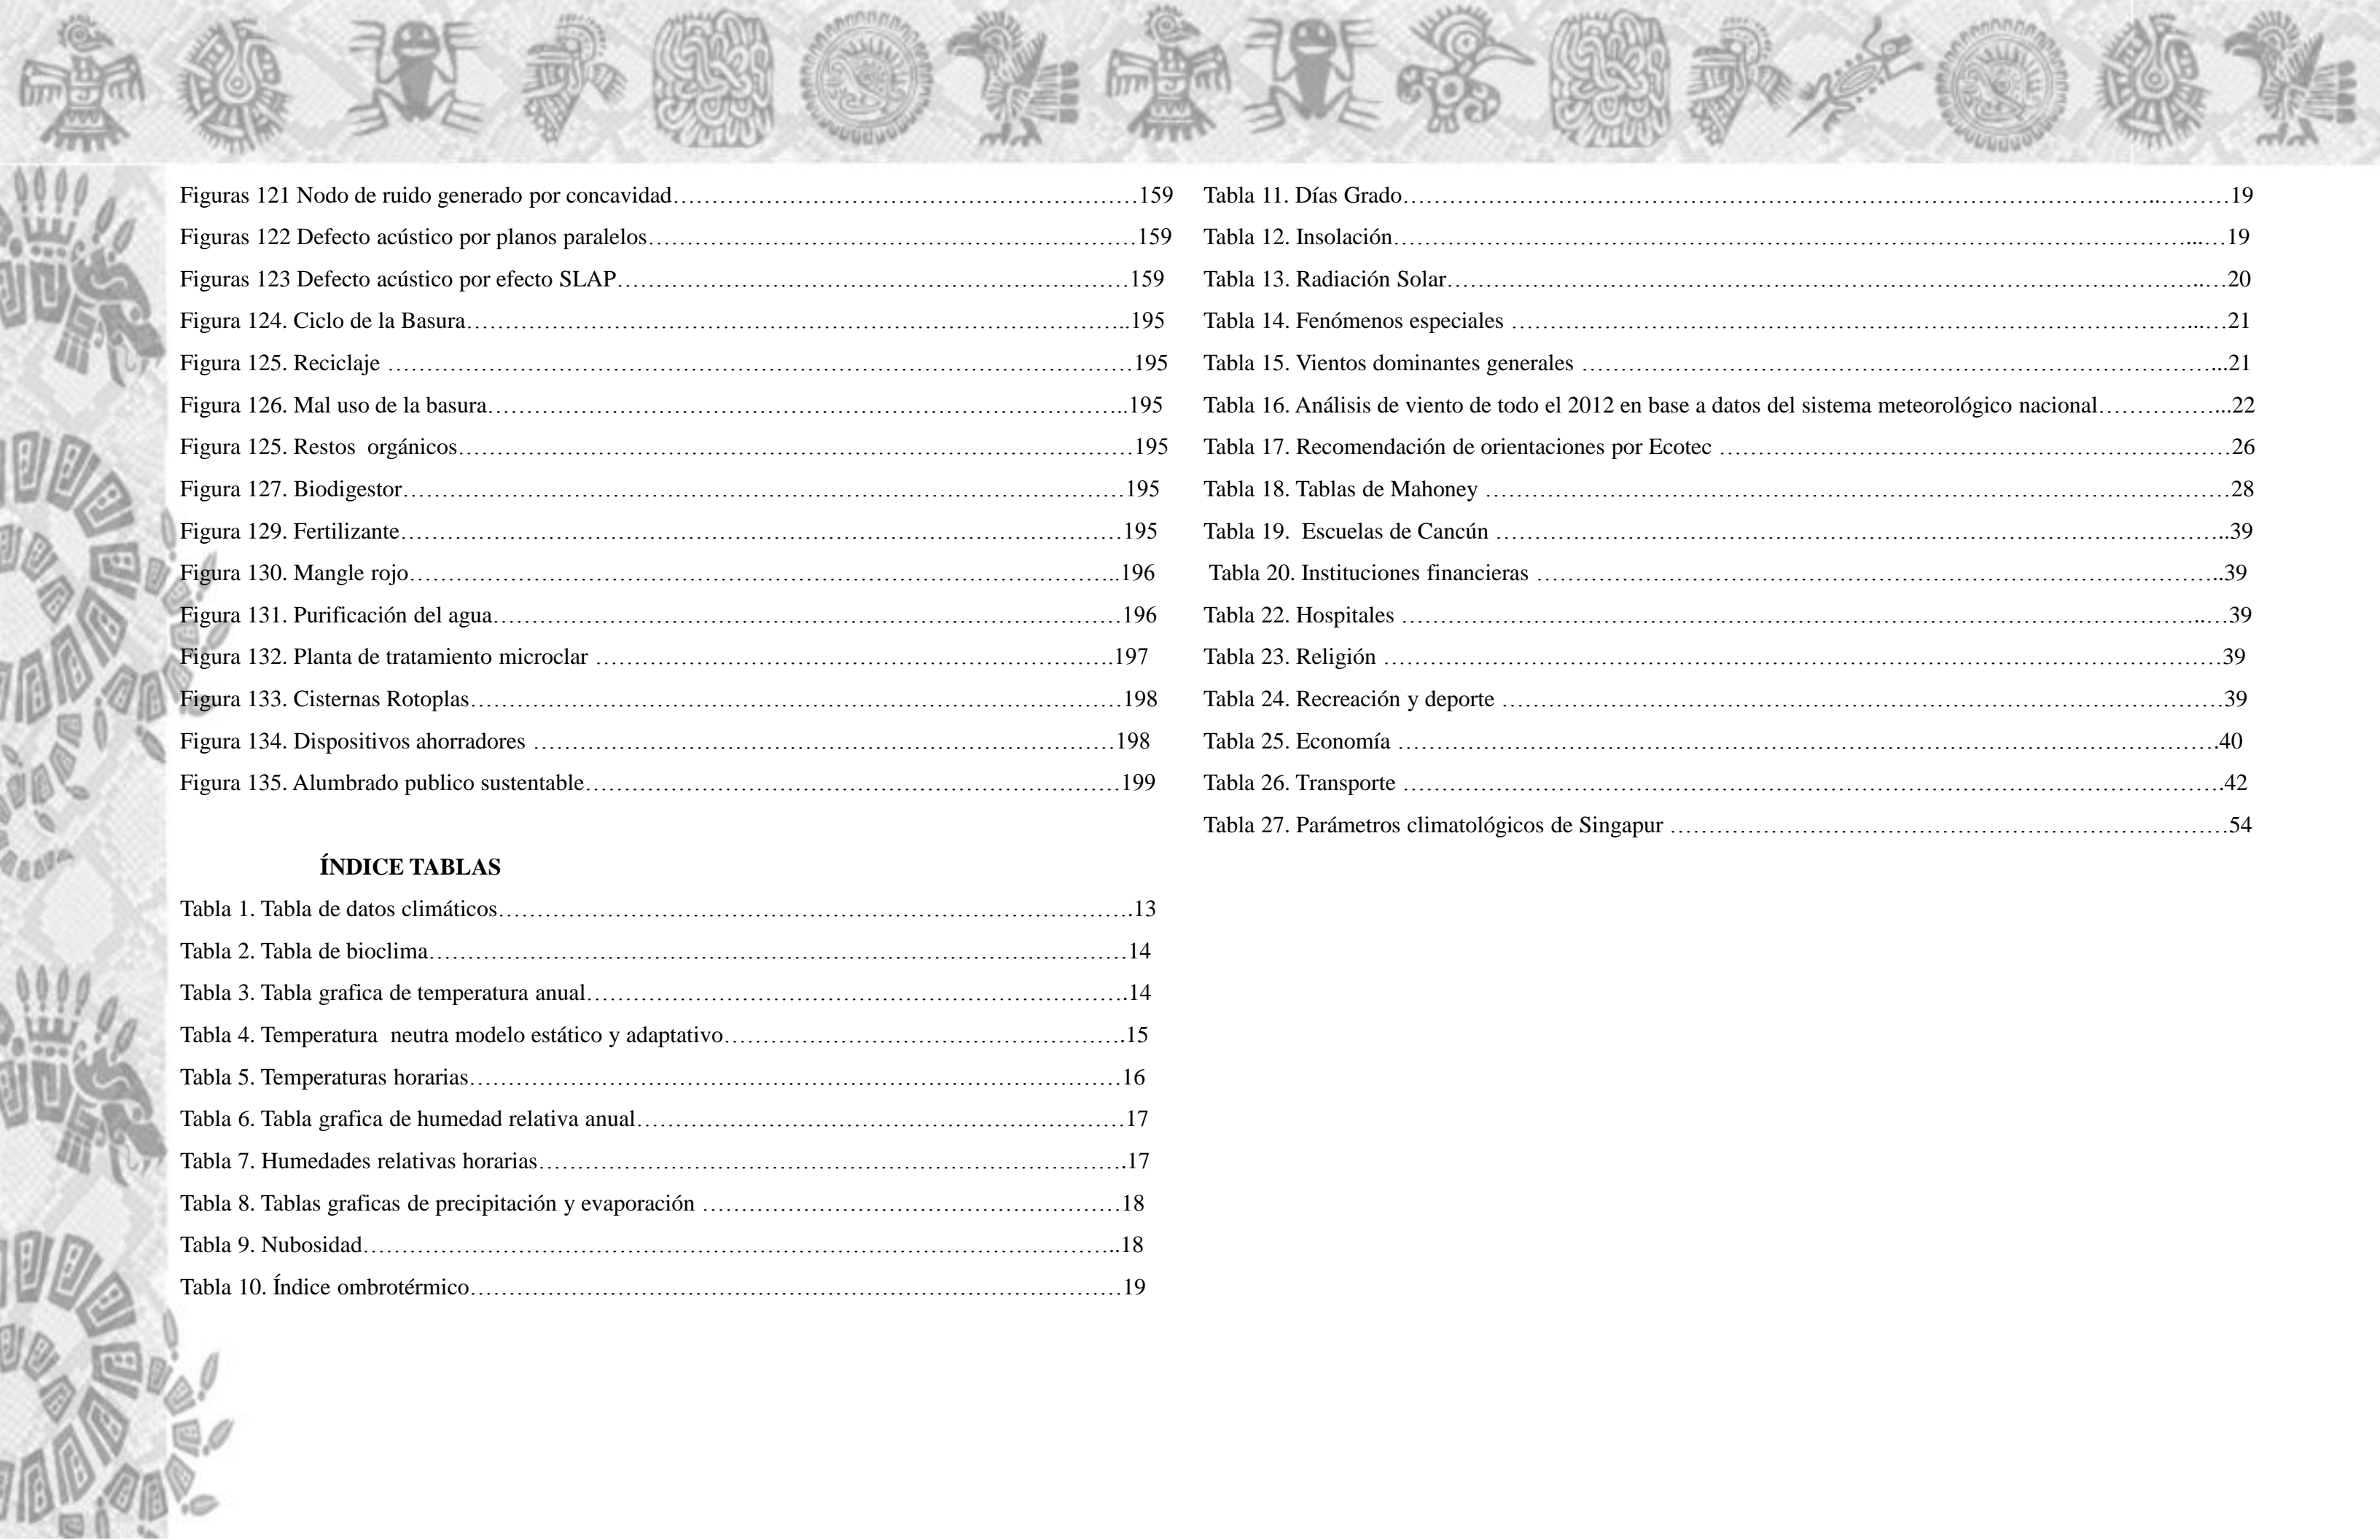 Figuras 121 Nodo de ruido generado por concavidad……………………………………………………159
Figuras 122 Defecto acústico por planos paralelos………………………………………………………159
Figuras 123 Defecto acústico por efecto SLAP…………………………………………………………159
Figura 124. Ciclo de la Basura…………………………………………………………………………..195
Figura 125. Reciclaje ……………………………………………………………………………………195
Figura 126. Mal uso de la basura………………………………………………………………………..195
Figura 125. Restos  orgánicos……………………………………………………………………………195
Figura 127. Biodigestor…………………………………………………………………………………195
Figura 129. Fertilizante…………………………………………………………………………………195
Figura 130. Mangle rojo………………………………………………………………………………..196
Figura 131. Purificación del agua………………………………………………………………………196
Figura 132. Planta de tratamiento microclar ………………………………………………………….197
Figura 133. Cisternas Rotoplas…………………………………………………………………………198
Figura 134. Dispositivos ahorradores …………………………………………………………………198
Figura 135. Alumbrado publico sustentable……………………………………………………………199
ÍNDICE TABLAS
Tabla 1. Tabla de datos climáticos……………………………………………………………………….13
Tabla 2. Tabla de bioclima………………………………………………………………………………14
Tabla 3. Tabla grafica de temperatura anual…………………………………………………………….14
Tabla 4. Temperatura  neutra modelo estático y adaptativo…………………………………………….15
Tabla 5. Temperaturas horarias…………………………………………………………………………16
Tabla 6. Tabla grafica de humedad relativa anual………………………………………………………17
Tabla 7. Humedades relativas horarias………………………………………………………………….17
Tabla 8. Tablas graficas de precipitación y evaporación ………………………………………………18
Tabla 9. Nubosidad……………………………………………………………………………………..18
Tabla 10. Índice ombrotérmico…………………………………………………………………………19
Tabla 11. Días Grado……………………………………………………………………………………..………19
Tabla 12. Insolación…………………………………………………………………………………………...…19
Tabla 13. Radiación Solar……………………………………………………………………………………..…20
Tabla 14. Fenómenos especiales ……………………………………………………………………………...…21
Tabla 15. Vientos dominantes generales ………………………………………………………………………...21
Tabla 16. Análisis de viento de todo el 2012 en base a datos del sistema meteorológico nacional……………...22
Tabla 17. Recomendación de orientaciones por Ecotec …………………………………………………………26
Tabla 18. Tablas de Mahoney ……………………………………………………………………………………28
Tabla 19.  Escuelas de Cancún …………………………………………………………………………………..39
Tabla 20. Instituciones financieras ……………………………………………………………………………..39
Tabla 22. Hospitales …………………………………………………………………………………………..…39
Tabla 23. Religión ………………………………………………………………………………………………39
Tabla 24. Recreación y deporte …………………………………………………………………………………39
Tabla 25. Economía …………………………………………………………………………………………….40
Tabla 26. Transporte …………………………………………………………………………………………….42
Tabla 27. Parámetros climatológicos de Singapur ………………………………………………………………54